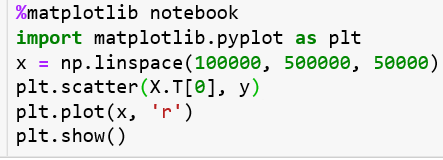 %matplotlib notebook
import matplotlib.pyplot as plt
x = np.linspace(100000, 500000, 50000)
plt.scatter(X.T[0], y)
plt.plot(x, 'r')
plt.show()